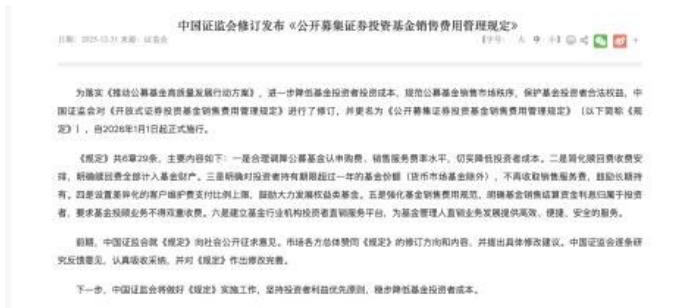 中国证监会修订发布《公开募集证券投资基金销售费用管理规定》
日期：2025-12-31 来源：证监会 【字号： 大 中 小】
为落实《推动公募基金高质量发展行动方案》，进一步降低基金投资者投资成本，规范公募基金销售市场秩序，保护基金投资者合法权益，中
国证监会对《开放式证券投资基金销售费用管理规定》进行了修订，并更名为《公开募集证券投资基金销售费用管理规定》（以下简称《规
定》），自2026年1月1日起正式施行。
《规定》共6章29条，主要内容如下：一是合理调降公募基金认申购费、销售服务费率水平，切实降低投资者成本。二是简化赎回费收费安
排，明确赎回费全部计入基金财产。三是明确对投资者持有期限超过一年的基金份额（货币市场基金除外），不再收取销售服务费，鼓励长期持
有。四是设置差异化的客户维护费支付比例上限，鼓励大力发展权益类基金。五是强化基金销售费用规范，明确基金销售结算资金利息归属于投资
者，要求基金投顾业务不得双重收费。六是建立基金行业机构投资者直销服务平台，为基金管理人直销业务发展提供高效、便捷、安全的服务。
前期，中国证监会就《规定》向社会公开征求意见。市场各方总体赞同《规定》的修订方向和内容，并提出具体修改建议。中国证监会逐条研
究反馈意见，认真吸收采纳，并对《规定》作出修改完善。
下一步，中国证监会将做好《规定》实施工作，坚持投资者利益优先原则，稳步降低基金投资者成本。